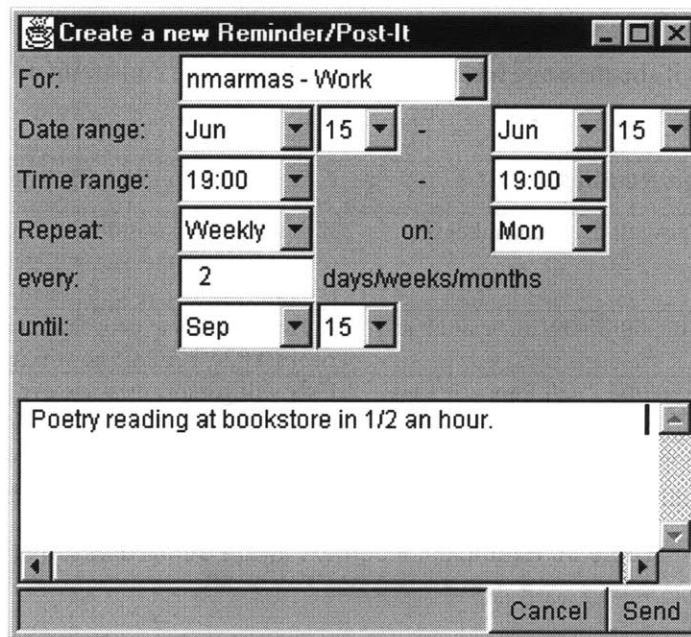 Create a new Reminder/Post-It
For: nmarmas - Work
Date range: Jun 15 - Jun 15
Time range: 19:00 - 19:00
Repeat: Weekly on: Mon
every: 2 days/weeks/months
until: Sep 15
Poetry reading at bookstore in 1/2 an hour.
Cancel Send